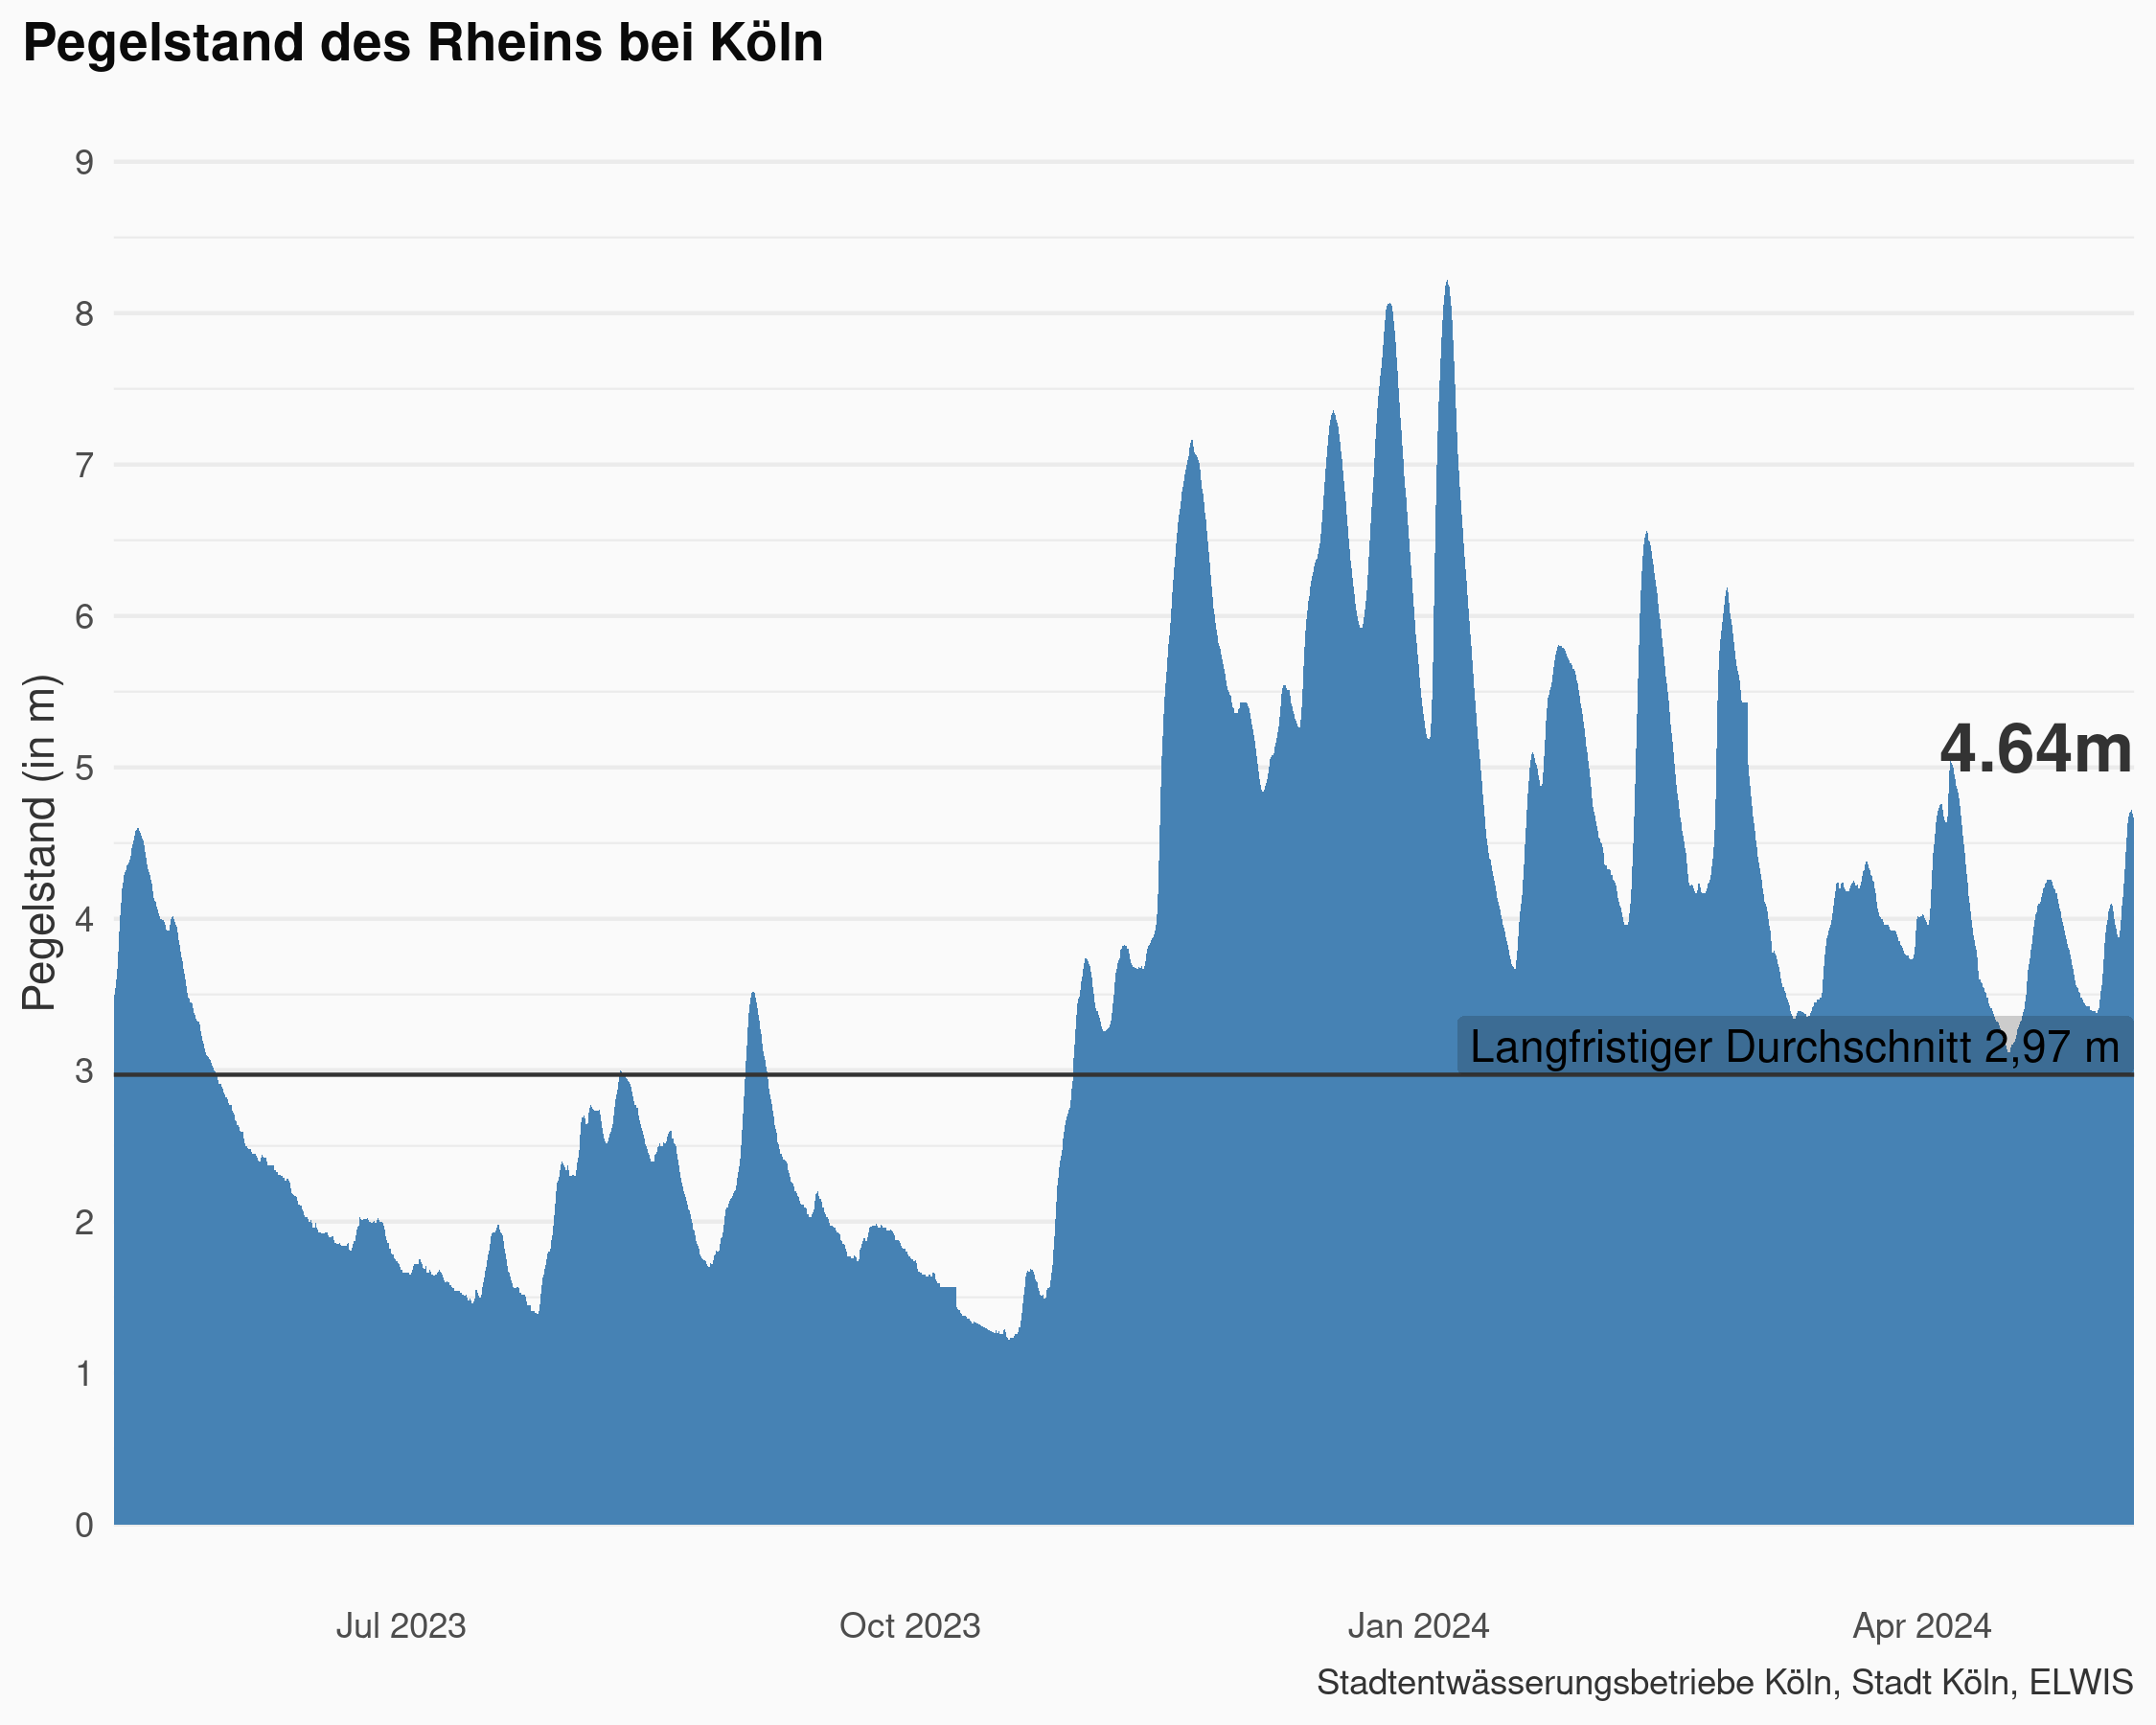 Pegelstand des Rheins bei Köln
Pegelstand (in m)
9
8
7
6
5
4
3
2
1
0
4.64m
Langfristiger Durchschnitt 2,97 m
Jul 2023
Oct 2023
Jan 2024
Apr 2024
Stadtentwässerungsbetriebe Köln, Stadt Köln, ELWIS